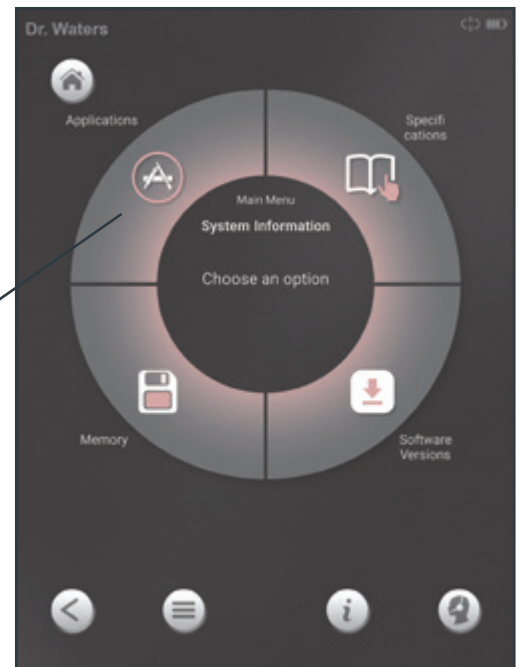 Dr. Waters
Applications
Specifi
cations
Main Menu
System Information
Choose an option
Memory
Software
Versions
i